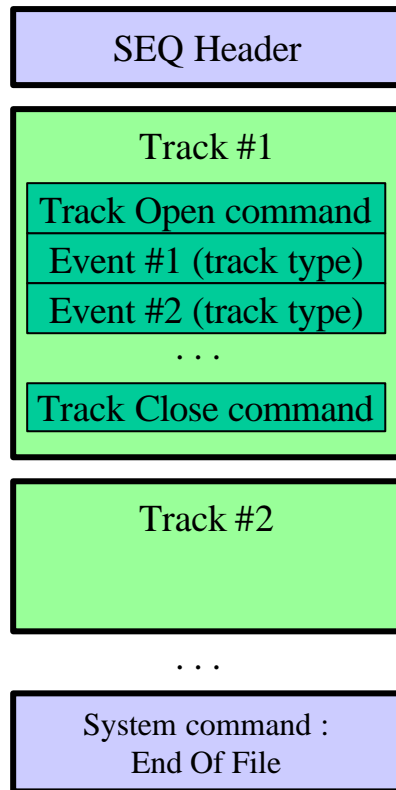 SEQ Header
Track #1
Track Open command
Event #1 (track type)
Event #2 (track type)
. . .
Track Close command
Track #2
. . .
System command :
End Of File